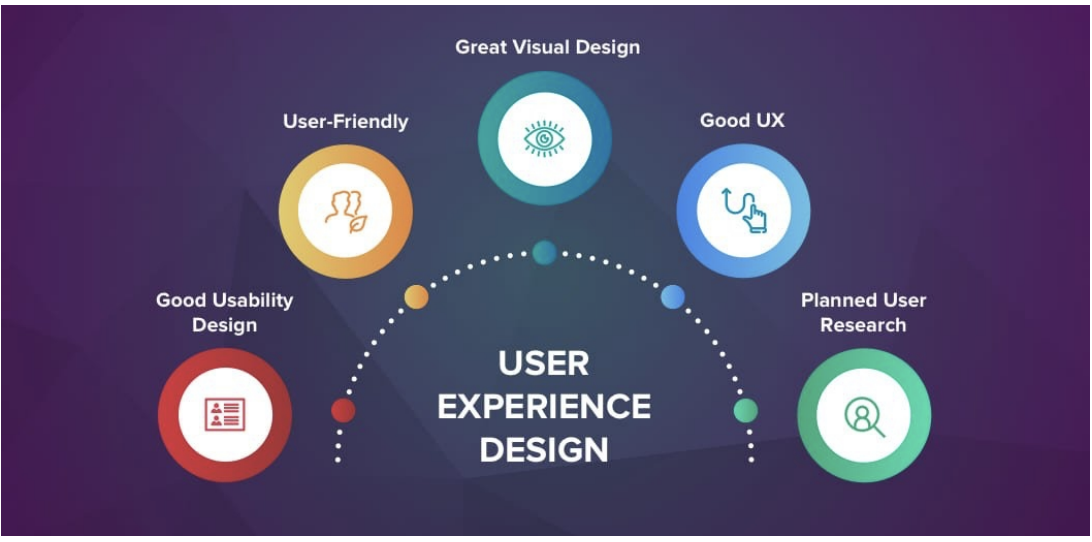 Great Visual Design
User-Friendly
Good UX
Good Usability
Design
Planned User
Research
USER
EXPERIENCE
DESIGN